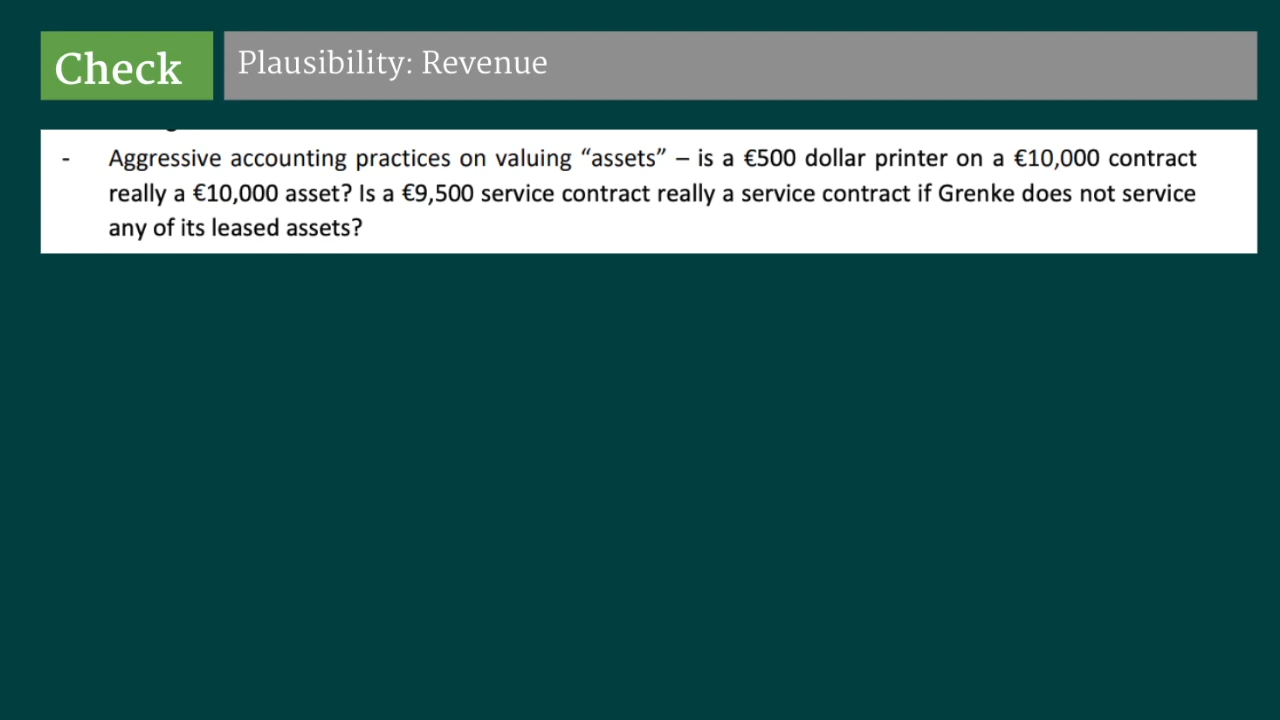 Check
Plausibility: Revenue
- Aggressive accounting practices on valuing “assets” – is a €500 dollar printer on a €10,000 contract
really a €10,000 asset? Is a €9,500 service contract really a service contract if Grenke does not service
any of its leased assets?